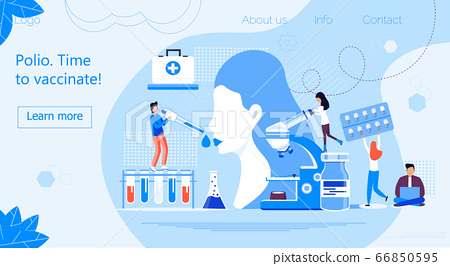 Logo
About us Info Contact
Polio. Time
to vaccinate!
Learn more
66850595